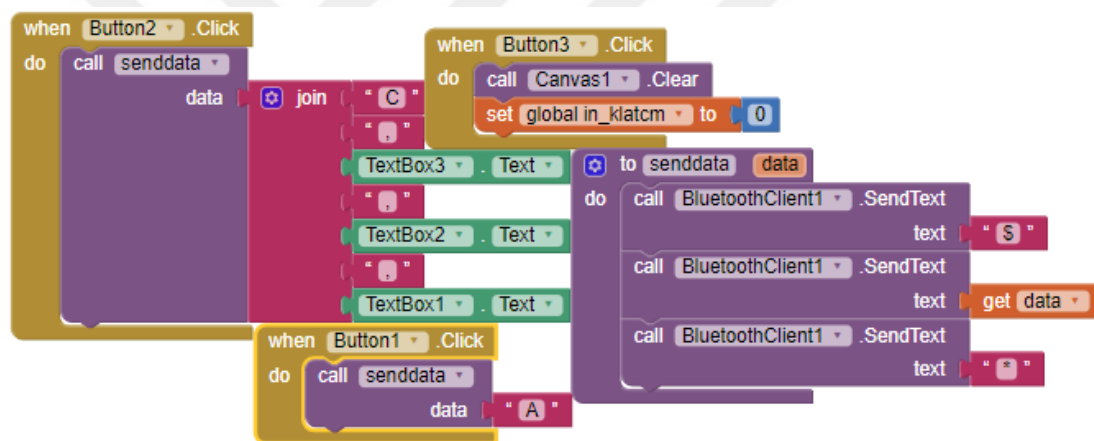 when Button2 .Click
do call senddata
data join " C "
" , "
TextBox3 . Text
" , "
TextBox2 . Text
" , "
TextBox1 . Text
when Button3 .Click
do call Canvas1 .Clear
set global in_klatcm to 0
to senddata data
do call BluetoothClient1 .SendText
text " S "
call BluetoothClient1 .SendText
text get data
call BluetoothClient1 .SendText
text " * "
when Button1 .Click
do call senddata
data " A "